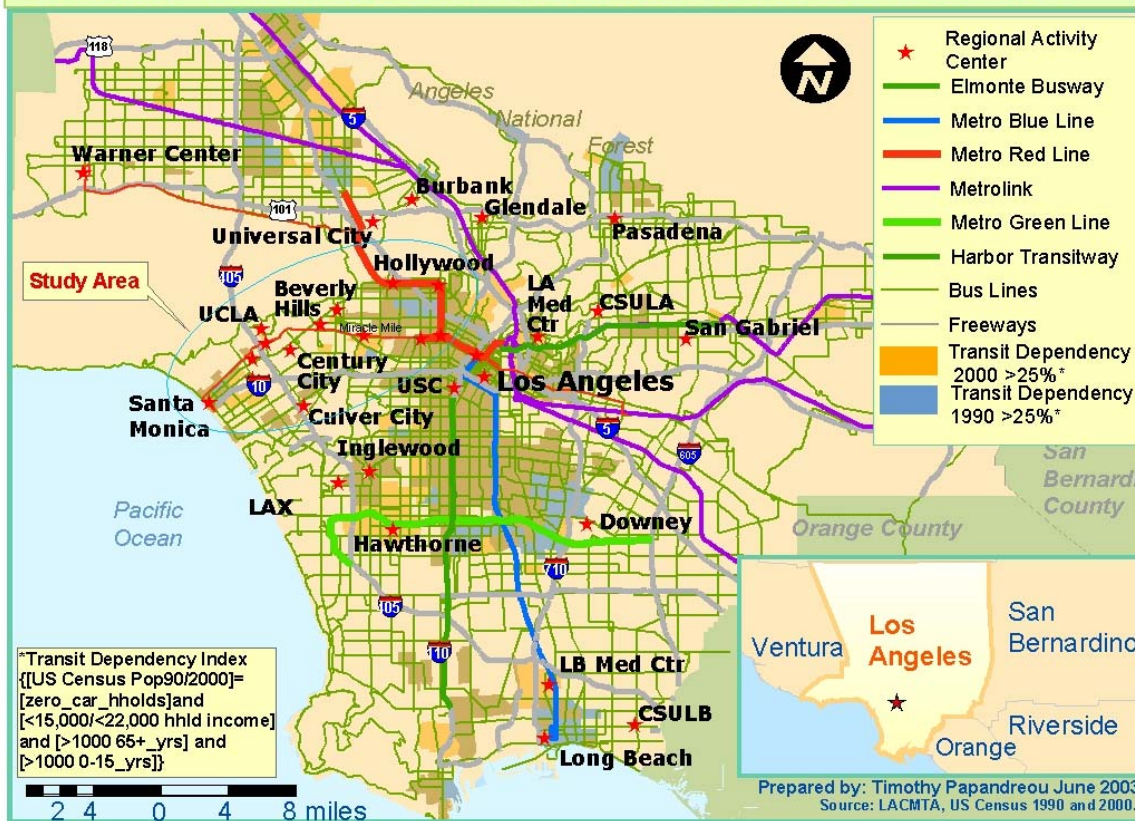 118
Angeles
National
Forest
5
Warner Center
Burbank
Glendale
101
Universal City
Pasadena
Hollywood
405
Study Area
Beverly
Hills
LA
Med
Ctr
CSULA
UCLA
Miracle Mile
San Gabriel
Century
City
10
USC
Los Angeles
Santa
Monica
Culver City
5
605
Inglewood
Pacific
Ocean
LAX
Downey
Hawthorne
Orange County
San
Bernardi
County
710
405
110
LB Med Ctr
CSULB
Long Beach
N
Regional Activity
Center
Elmonte Busway
Metro Blue Line
Metro Red Line
Metrolink
Metro Green Line
Harbor Transitway
Bus Lines
Freeways
Transit Dependency
2000 >25%*
Transit Dependency
1990 >25%*
*Transit Dependency Index
{[US Census Pop90/2000]=
[zero_car_hholds]and
[<15,000/<22,000 hhld income]
and [>1000 65+_yrs] and
[>1000 0-15_yrs]}
2 4 0 4 8 miles
Ventura
Los
Angeles
San
Bernardino
Riverside
Orange
Prepared by: Timothy Papandreou June 2003
Source: LACMTA, US Census 1990 and 2000.